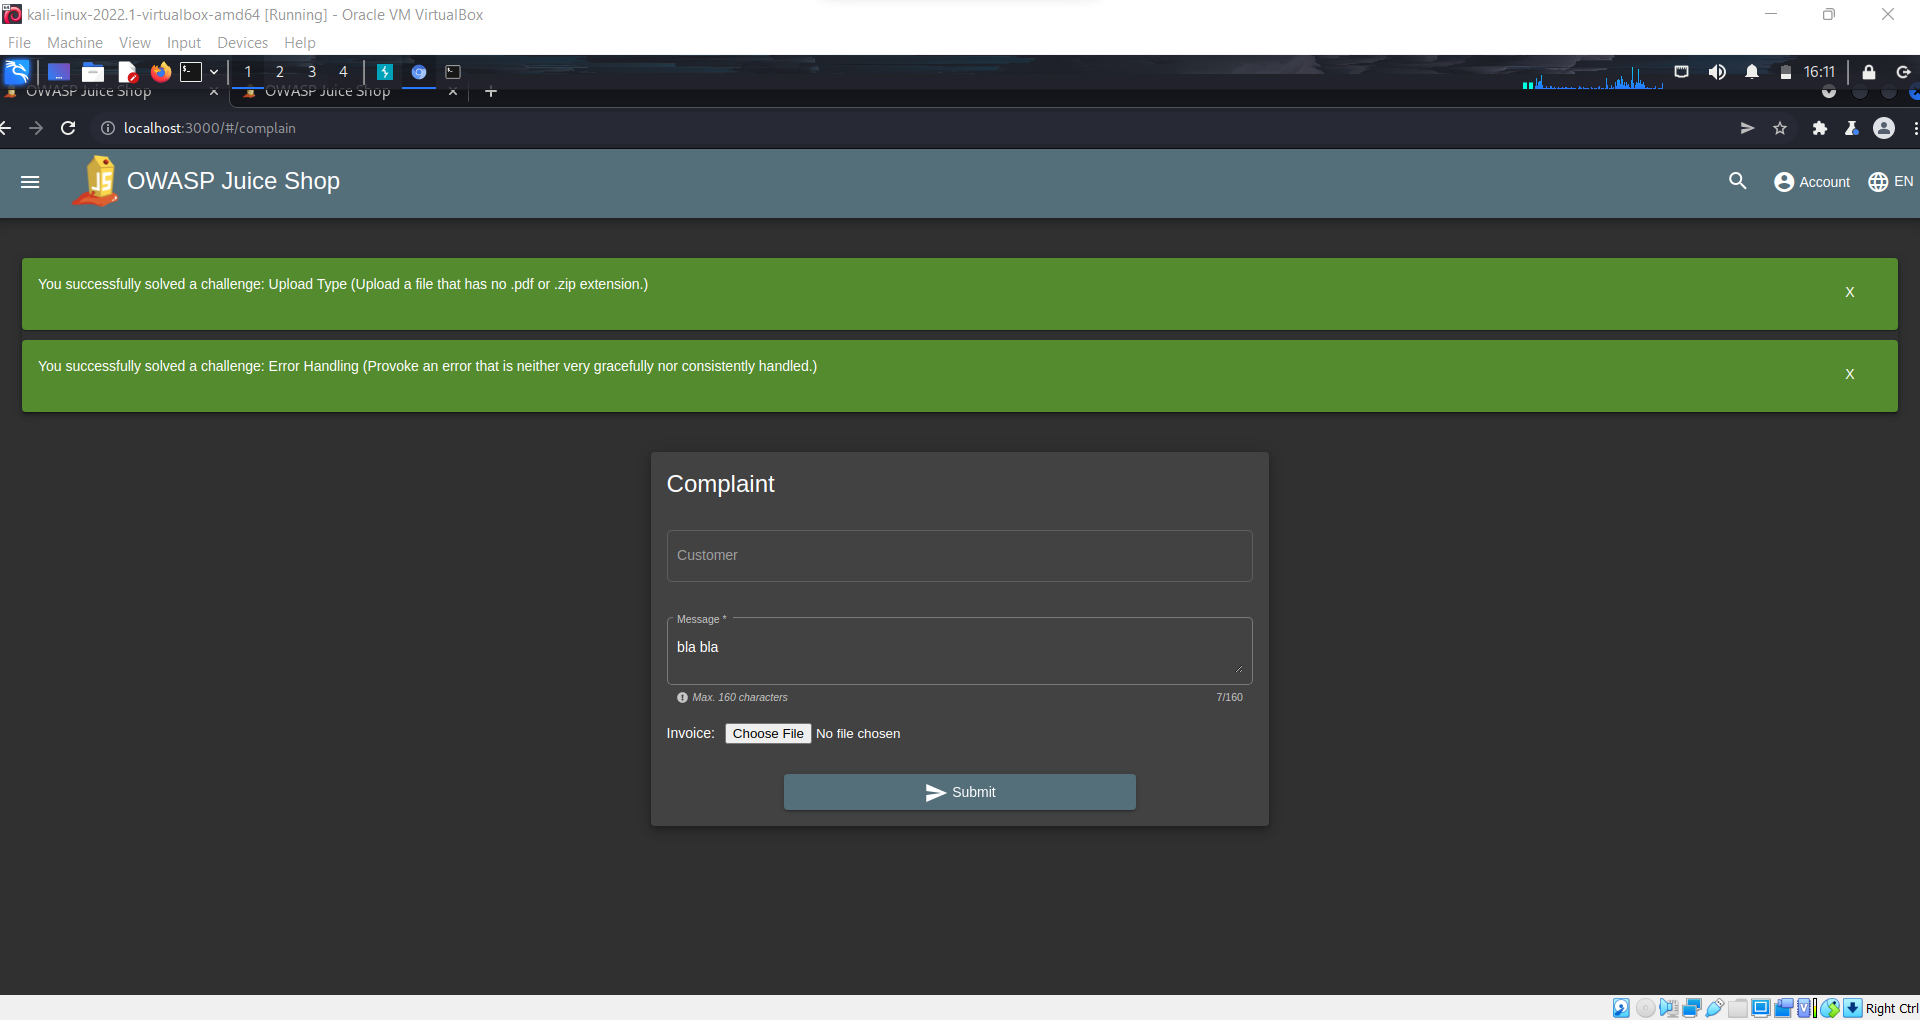 kali-linux-2022.1-virtualbox-amd64 [Running] - Oracle VM VirtualBox
File Machine View Input Devices Help
1 2 3 4 16:11
OWASP Juice Shop × OWASP Juice Shop × +
localhost:3000/#/complain
JS OWASP Juice Shop Account EN
You successfully solved a challenge: Upload Type (Upload a file that has no .pdf or .zip extension.) X
You successfully solved a challenge: Error Handling (Provoke an error that is neither very gracefully nor consistently handled.) X
Complaint
Customer
Message *
bla bla
Max. 160 characters 7/160
Invoice: Choose File No file chosen
Submit
Right Ctrl